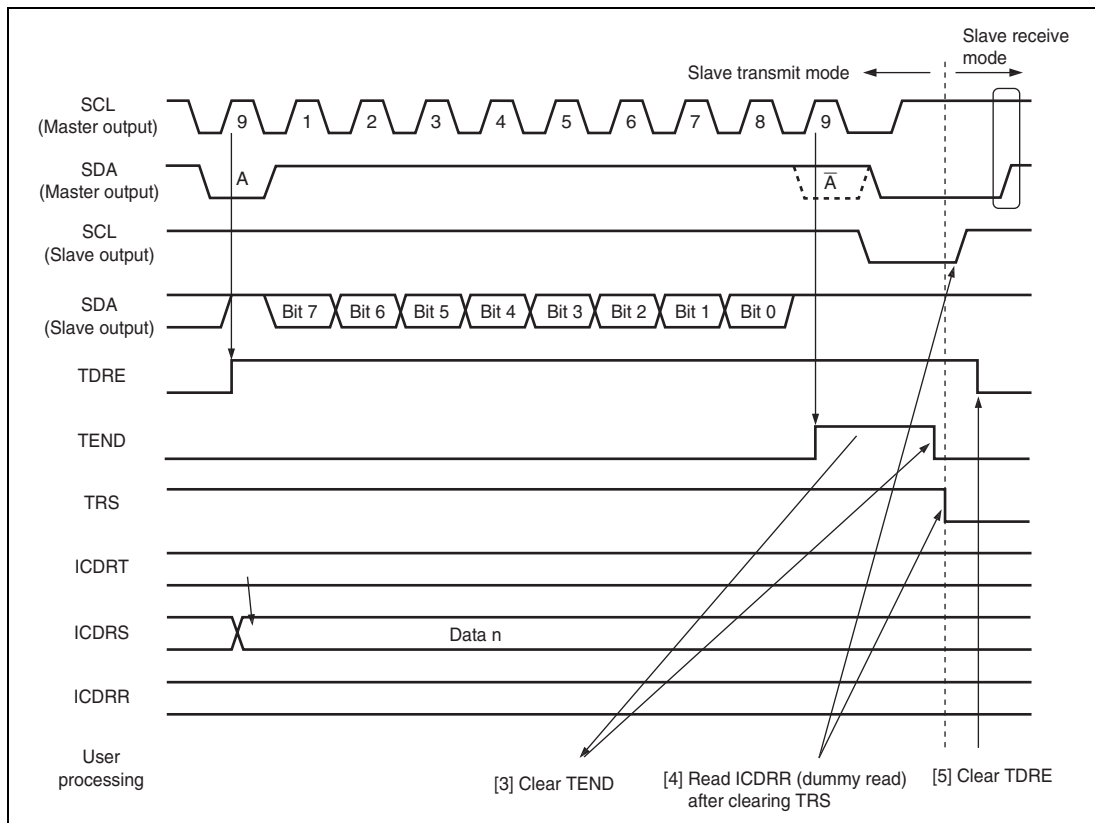 Slave receive
mode
Slave transmit mode
SCL
(Master output)
9 1 2 3 4 5 6 7 8 9
SDA
(Master output)
A A̅
SCL
(Slave output)
SDA
(Slave output)
Bit 7 Bit 6 Bit 5 Bit 4 Bit 3 Bit 2 Bit 1 Bit 0
TDRE
TEND
TRS
ICDRT
ICDRS
Data n
ICDRR
User
processing
[3] Clear TEND
[4] Read ICDRR (dummy read)
after clearing TRS
[5] Clear TDRE